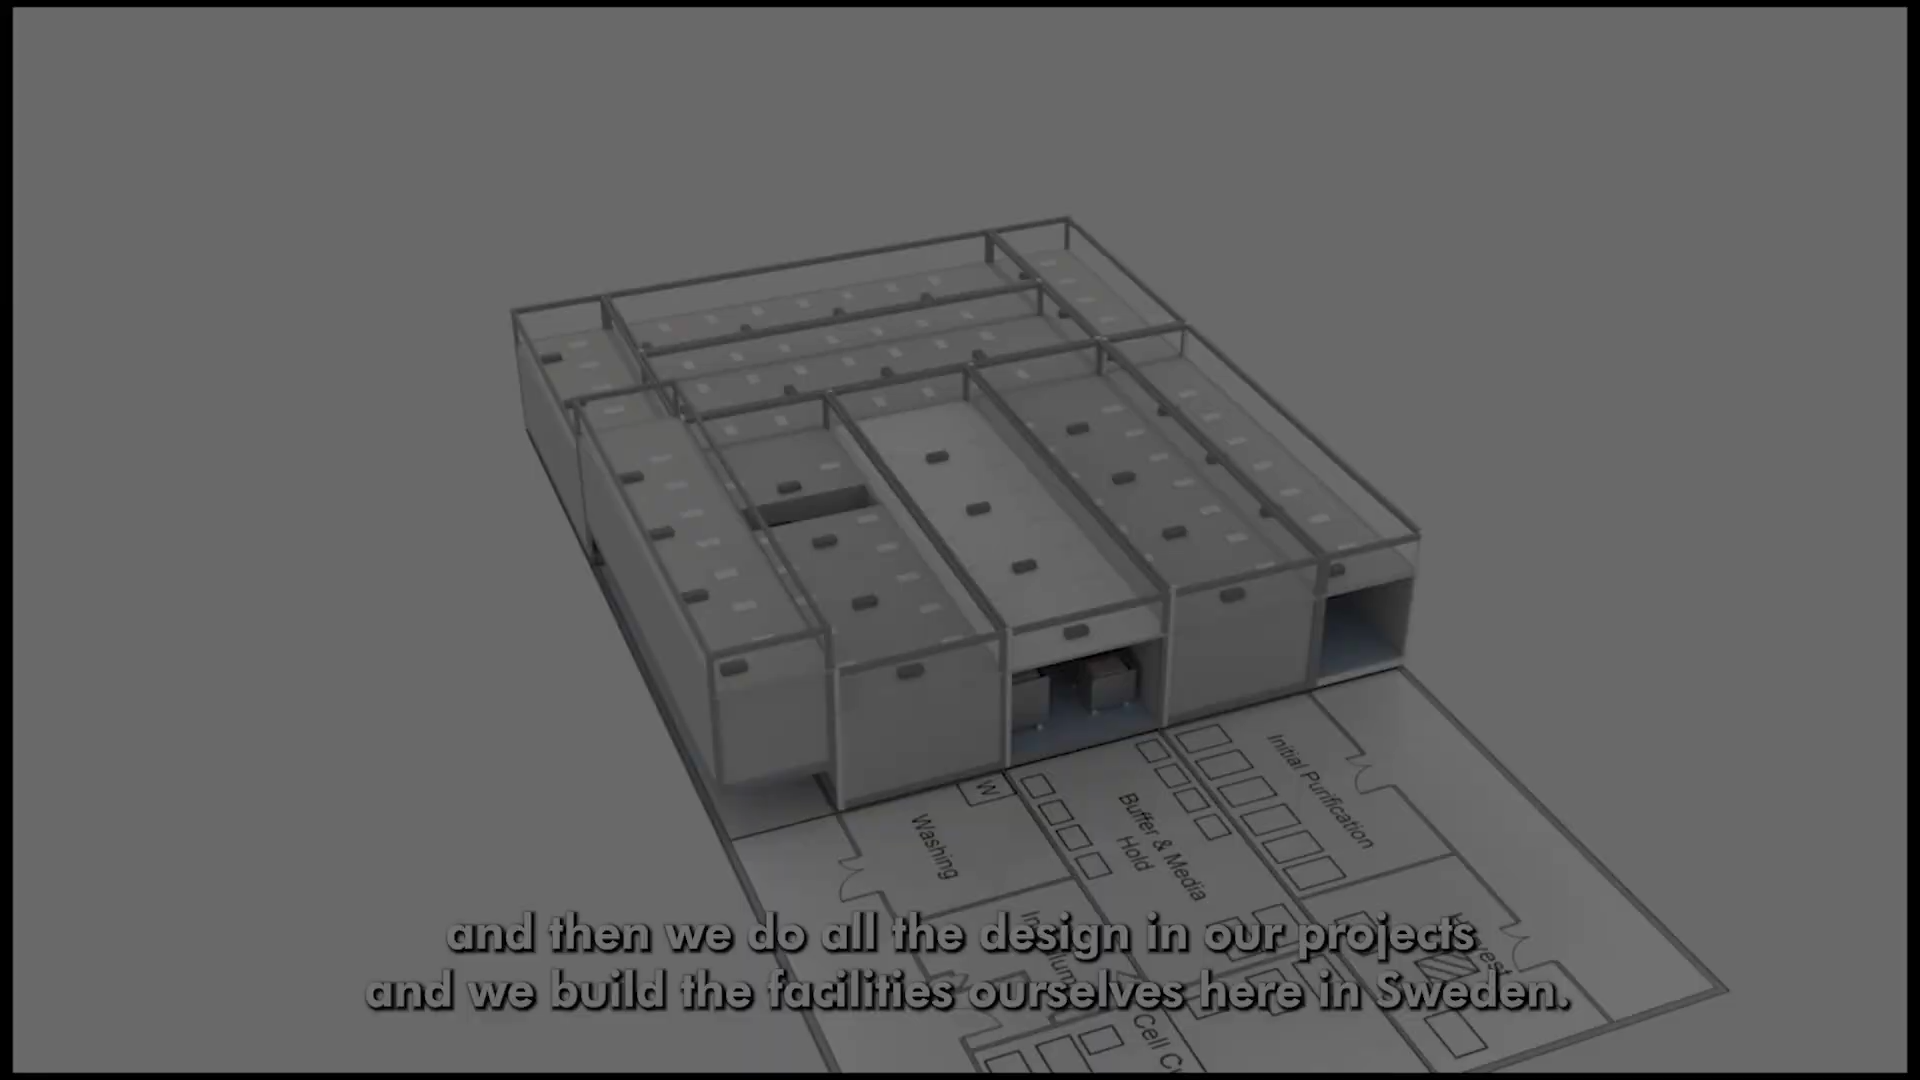 W
Washing
Buffer & Media
Hold
Initial Purification
and then we do all the design in our projects
and we build the facilities ourselves here in Sweden.
Cell